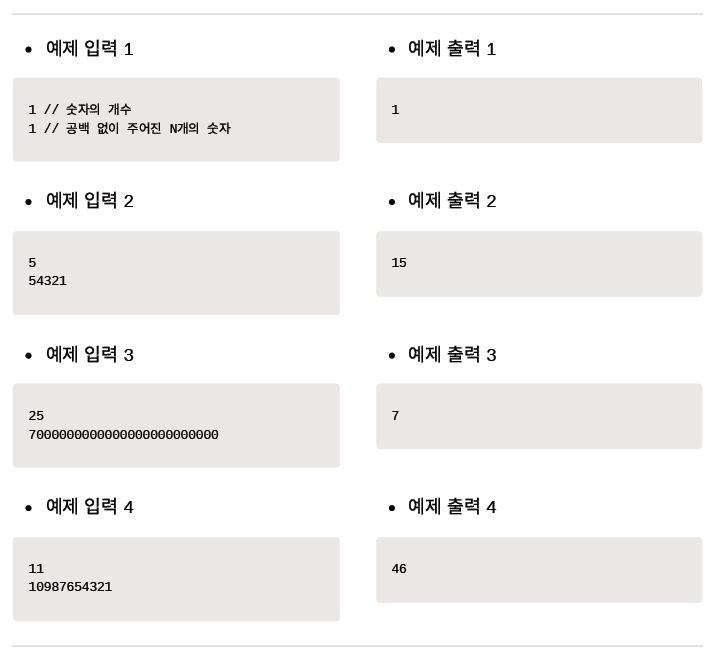 예제 입력 1
예제 출력 1
1 // 숫자의 개수
1 // 공백 없이 주어진 N개의 숫자
1
예제 입력 2
예제 출력 2
5
54321
15
예제 입력 3
예제 출력 3
25
7000000000000000000000000
7
예제 입력 4
예제 출력 4
11
10987654321
46